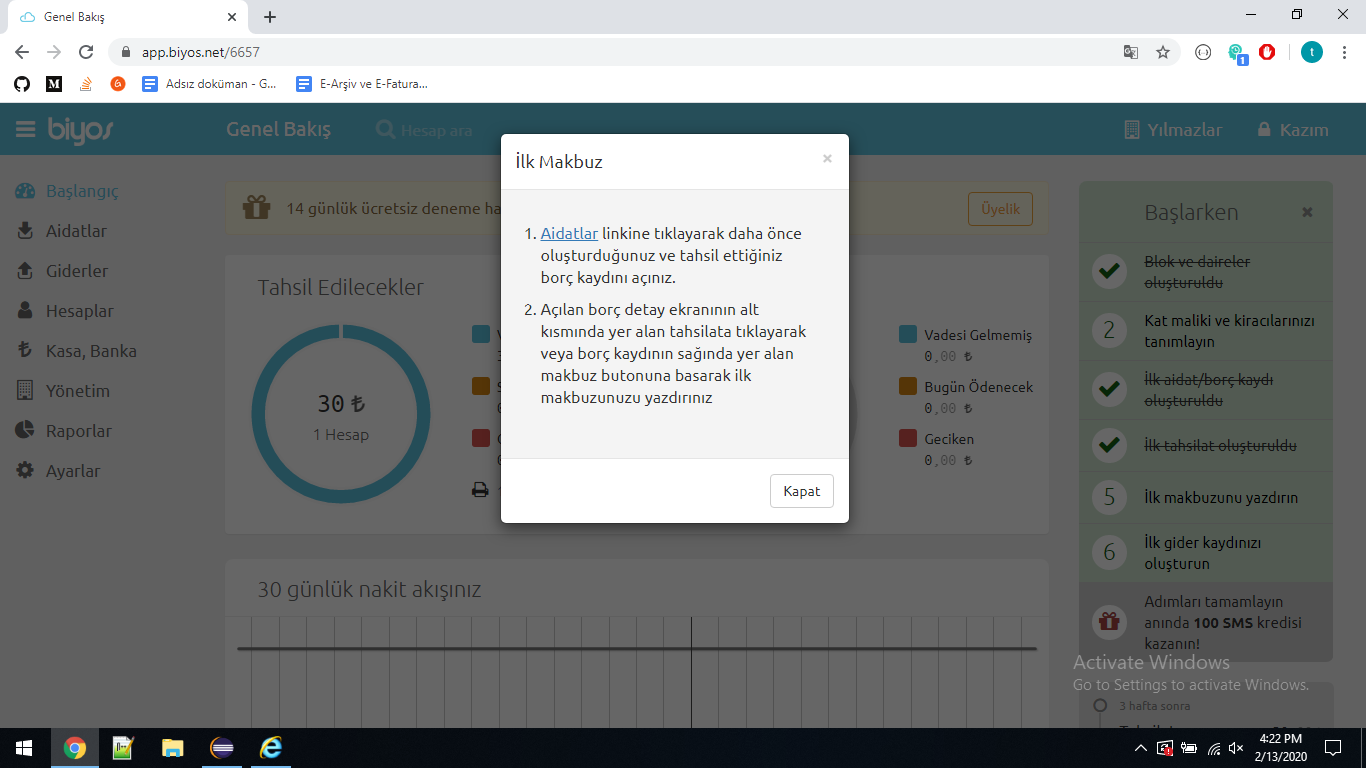 Genel Bakış
app.biyos.net/6657
Adsız doküman - G...
E-Arşiv ve E-Fatura...
biyos
Genel Bakış
Hesap ara
Yılmazlar
Kazım
Başlangıç
Aidatlar
Giderler
Hesaplar
Kasa, Banka
Yönetim
Raporlar
Ayarlar
14 günlük ücretsiz deneme
Üyelik
Tahsil Edilecekler
30 ₺
1 Hesap
İlk Makbuz
×
1. Aidatlar linkine tıklayarak daha önce
oluşturduğunuz ve tahsil ettiğiniz
borç kaydını açınız.
2. Açılan borç detay ekranının alt
kısmında yer alan tahsilata tıklayarak
veya borç kaydının sağında yer alan
makbuz butonuna basarak ilk
makbuzunuzu yazdırınız
Kapat
Vadesi Gelmemiş
0,00 ₺
Bugün Ödenecek
0,00 ₺
Geciken
0,00 ₺
30 günlük nakit akışınız
Başlarken
Blok ve daireler
oluşturuldu
2
Kat maliki ve kiracılarınızı
tanımlayın
İlk aidat/borç kaydı
oluşturuldu
İlk tahsilat oluşturuldu
5
İlk makbuzunu yazdırın
6
İlk gider kaydınızı
oluşturun
Adımları tamamlayın
anında 100 SMS kredisi
kazanın!
Activate Windows
Go to Settings to activate Windows.
3 hafta sonra
4:22 PM
2/13/2020